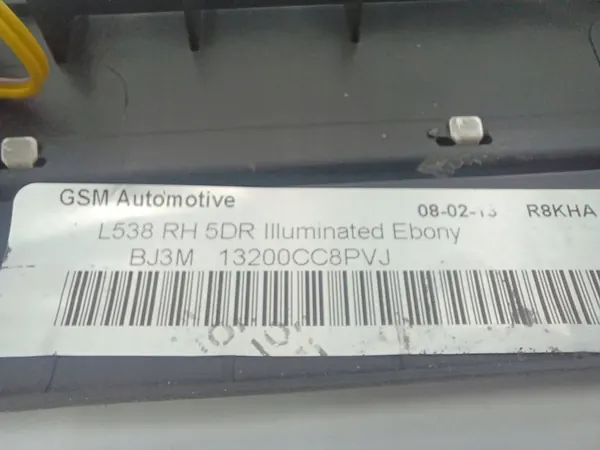 GSM Automotive 08-02-13 R8KHA
L538 RH 5DR Illuminated Ebony
BJ3M 13200CC8PVJ